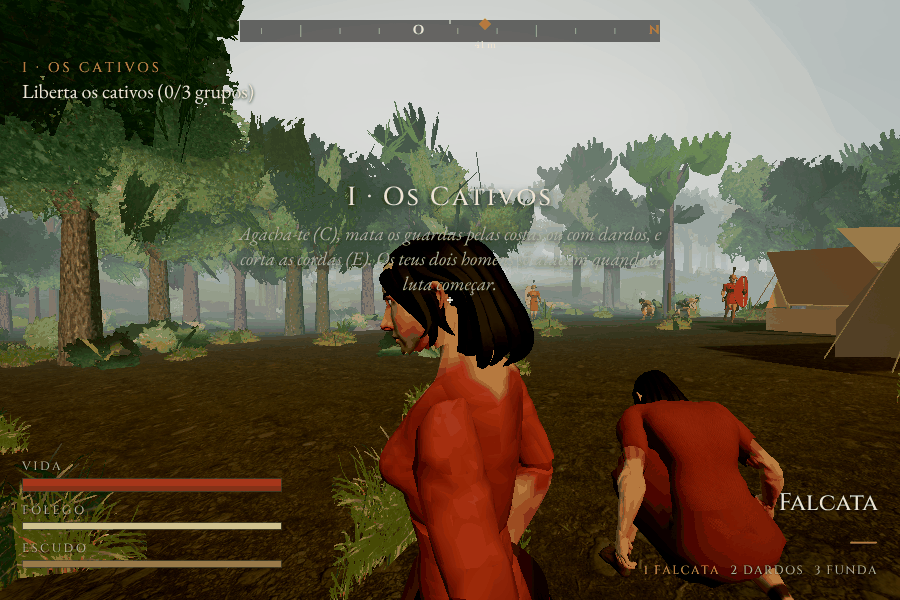 O
N
I · OS CATIVOS
Liberta os cativos (0/3 grupos)
I · OS CATIVOS
Agacha-te (C), mata os guardas pelas costas ou com dardos, e
corta as cordas (E). Os teus dois homens quando a
luta começar.
VIDA
FÔLEGO
ESCUDO
FALCATA
1 FALCATA 2 DARDOS 3 FUNDA